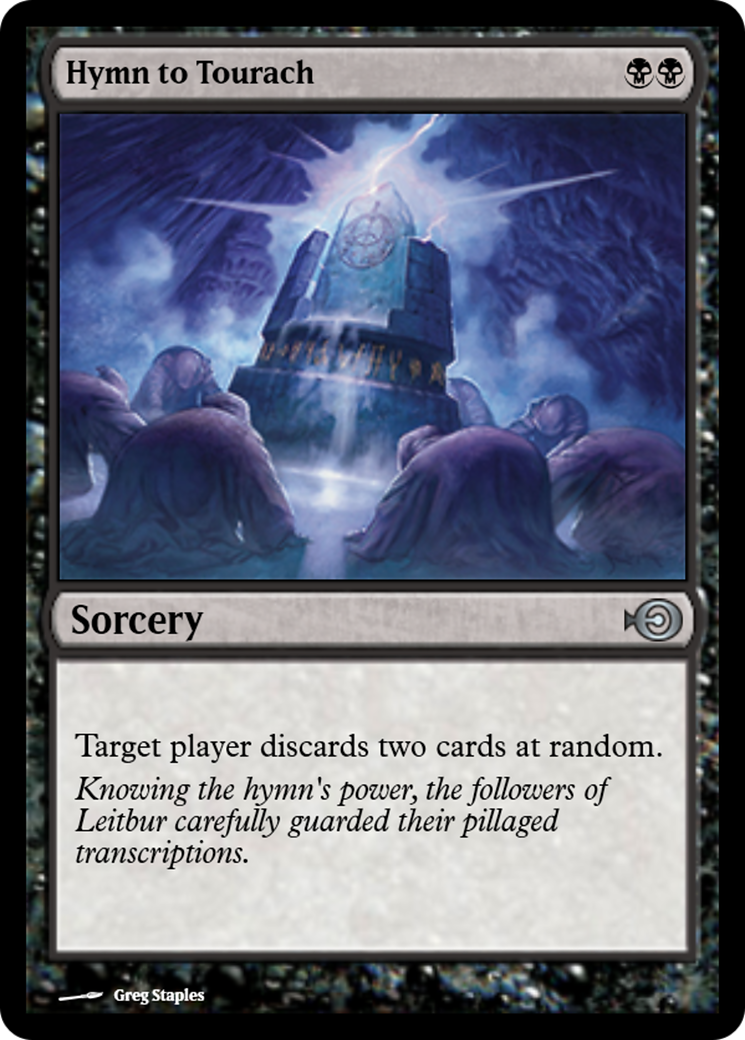 Hymn to Tourach
Sorcery
Target player discards two cards at random.
Knowing the hymn's power, the followers of
Leitbur carefully guarded their pillaged
transcriptions.
Greg Staples